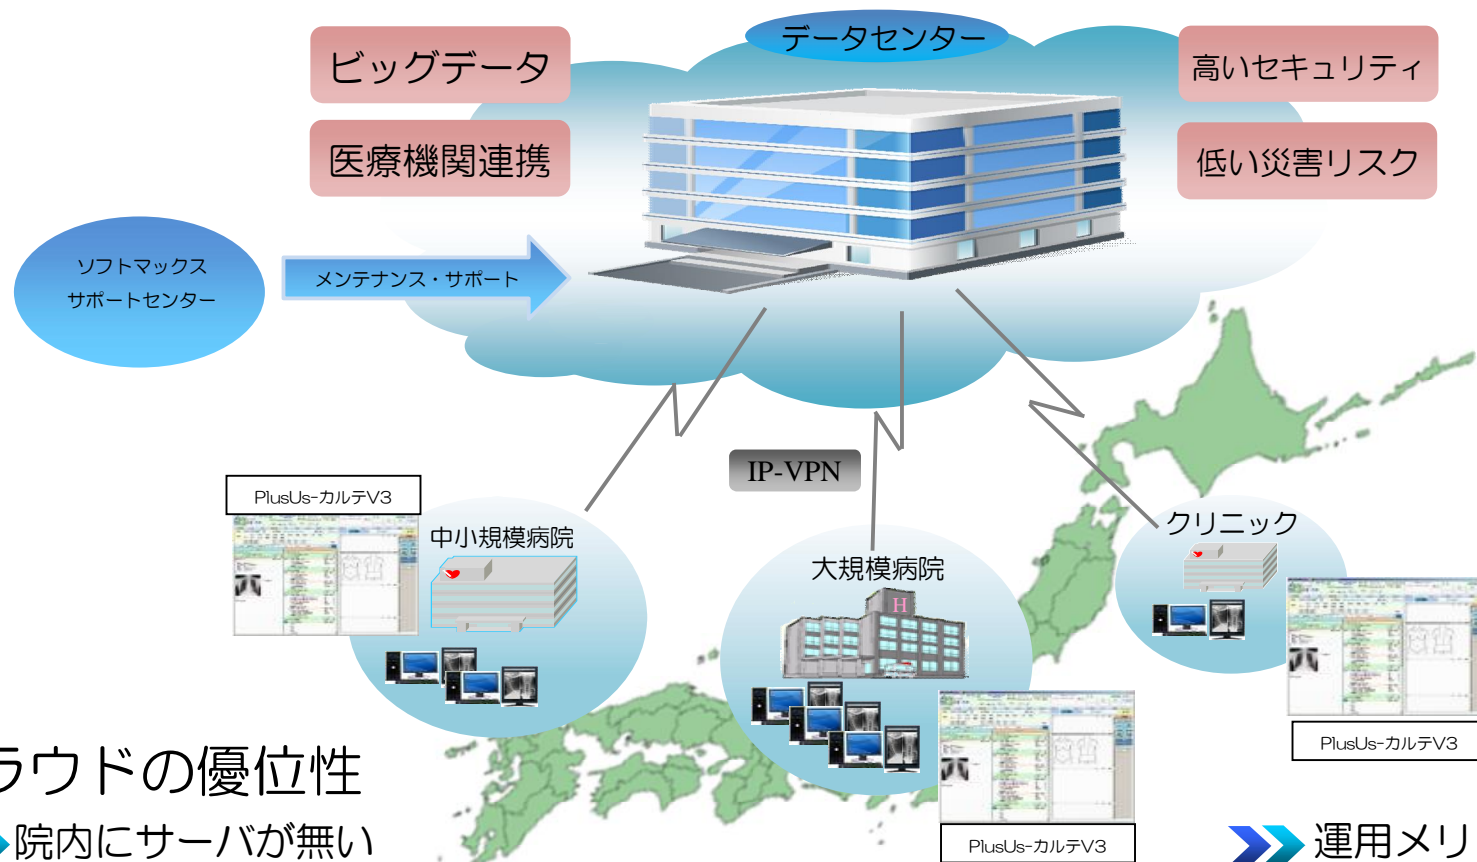 データセンター
ビッグデータ
高いセキュリティ
医療機関連携
低い災害リスク
ソフトマックス
サポートセンター
メンテナンス・サポート
IP-VPN
PlusUs-カルテV3
中小規模病院
大規模病院
H
クリニック
PlusUs-カルテV3
PlusUs-カルテV3
ラウドの優位性
院内にサーバが無い
運用メリ